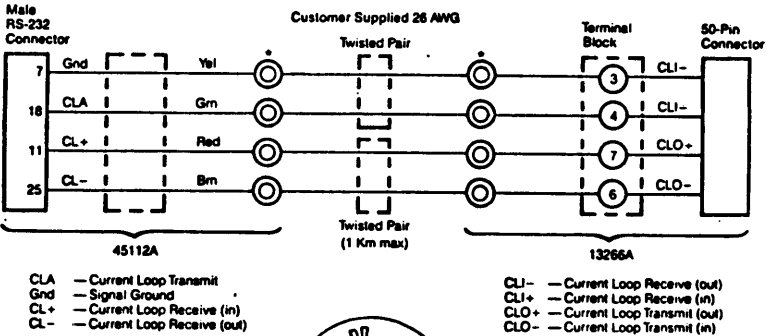 Male
RS-232
Connector
Customer Supplied 26 AWG
Twisted Pair
Terminal
Block
50-Pin
Connector
7 Gnd Yel * * 3 CLI-
18 CLA Grn 4 CLI-
11 CL+ Red 7 CLO+
25 CL- Brn 6 CLO-
Twisted Pair
(1 Km max)
45112A
13266A
CLA — Current Loop Transmit
Gnd — Signal Ground
CL+ — Current Loop Receive (in)
CL- — Current Loop Receive (out)
CLI- — Current Loop Receive (out)
CLI+ — Current Loop Receive (in)
CLO+ — Current Loop Transmit (out)
CLO- — Current Loop Transmit (in)